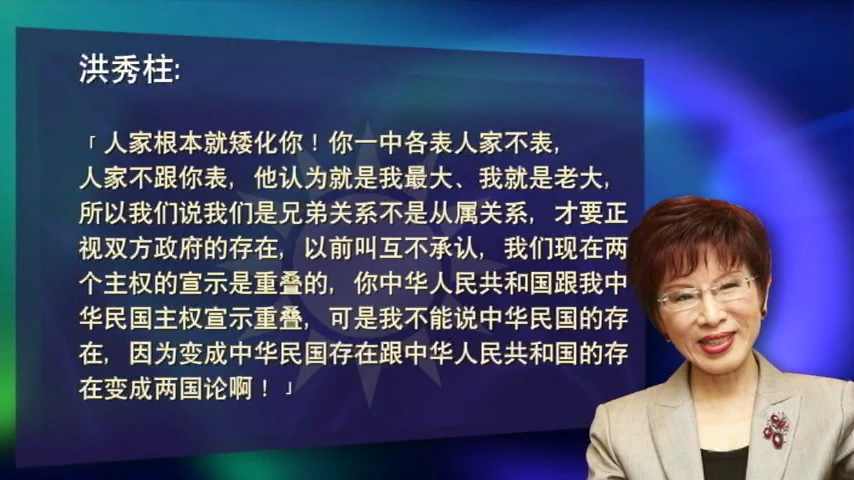 洪秀柱:
「人家根本就矮化你！你一中各表人家不表,
人家不跟你表, 他认为就是我最大、我就是老大,
所以我们说我们是兄弟关系不是从属关系, 才要正
视双方政府的存在, 以前叫互不承认, 我们现在两
个主权的宣示是重叠的, 你中华人民共和国跟我中
华民国主权宣示重叠, 可是我不能说中华民国的存
在, 因为变成中华民国存在跟中华人民共和国的存
在变成两国论啊！」